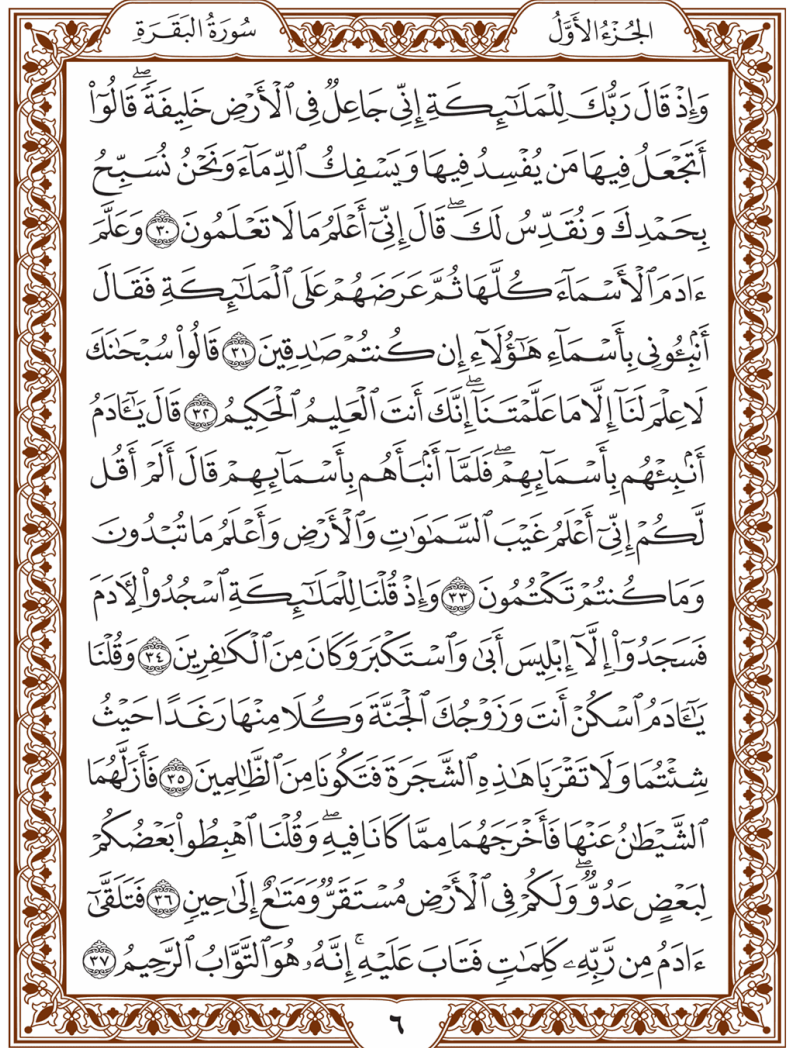 الجُزْءُ الأَوَّلُ
سُورَةُ البَقَرَةِ
وَإِذْ قَالَ رَبُّكَ لِلْمَلَٰٓئِكَةِ إِنِّى جَاعِلٌ فِى ٱلْأَرْضِ خَلِيفَةً ۖ قَالُوٓا۟
أَتَجْعَلُ فِيهَا مَن يُفْسِدُ فِيهَا وَيَسْفِكُ ٱلدِّمَآءَ وَنَحْنُ نُسَبِّحُ
بِحَمْدِكَ وَنُقَدِّسُ لَكَ ۖ قَالَ إِنِّىٓ أَعْلَمُ مَا لَا تَعْلَمُونَ ٣٠ وَعَلَّمَ
ءَادَمَ ٱلْأَسْمَآءَ كُلَّهَا ثُمَّ عَرَضَهُمْ عَلَى ٱلْمَلَٰٓئِكَةِ فَقَالَ
أَنۢبِـُٔونِى بِأَسْمَآءِ هَٰٓؤُلَآءِ إِن كُنتُمْ صَٰدِقِينَ ٣١ قَالُوا۟ سُبْحَٰنَكَ
لَا عِلْمَ لَنَآ إِلَّا مَا عَلَّمْتَنَآ ۖ إِنَّكَ أَنتَ ٱلْعَلِيمُ ٱلْحَكِيمُ ٣٢ قَالَ يَٰٓـَٔادَمُ
أَنۢبِئْهُم بِأَسْمَآئِهِمْ ۖ فَلَمَّآ أَنۢبَأَهُم بِأَسْمَآئِهِمْ قَالَ أَلَمْ أَقُل
لَّكُمْ إِنِّىٓ أَعْلَمُ غَيْبَ ٱلسَّمَٰوَٰتِ وَٱلْأَرْضِ وَأَعْلَمُ مَا تُبْدُونَ
وَمَا كُنتُمْ تَكْتُمُونَ ٣٣ وَإِذْ قُلْنَا لِلْمَلَٰٓئِكَةِ ٱسْجُدُوا۟ لِـَٔادَمَ
فَسَجَدُوٓا۟ إِلَّآ إِبْلِيسَ أَبَىٰ وَٱسْتَكْبَرَ وَكَانَ مِنَ ٱلْكَٰفِرِينَ ٣٤ وَقُلْنَا
يَٰٓـَٔادَمُ ٱسْكُنْ أَنتَ وَزَوْجُكَ ٱلْجَنَّةَ وَكُلَا مِنْهَا رَغَدًا حَيْثُ
شِئْتُمَا وَلَا تَقْرَبَا هَٰذِهِ ٱلشَّجَرَةَ فَتَكُونَا مِنَ ٱلظَّٰلِمِينَ ٣٥ فَأَزَلَّهُمَا
ٱلشَّيْطَٰنُ عَنْهَا فَأَخْرَجَهُمَا مِمَّا كَانَا فِيهِ ۖ وَقُلْنَا ٱهْبِطُوا۟ بَعْضُكُمْ
لِبَعْضٍ عَدُوٌّ ۖ وَلَكُمْ فِى ٱلْأَرْضِ مُسْتَقَرٌّ وَمَتَٰعٌ إِلَىٰ حِينٍ ٣٦ فَتَلَقَّىٰٓ
ءَادَمُ مِن رَّبِّهِۦ كَلِمَٰتٍ فَتَابَ عَلَيْهِ ۚ إِنَّهُۥ هُوَ ٱلتَّوَّابُ ٱلرَّحِيمُ ٣٧
٦